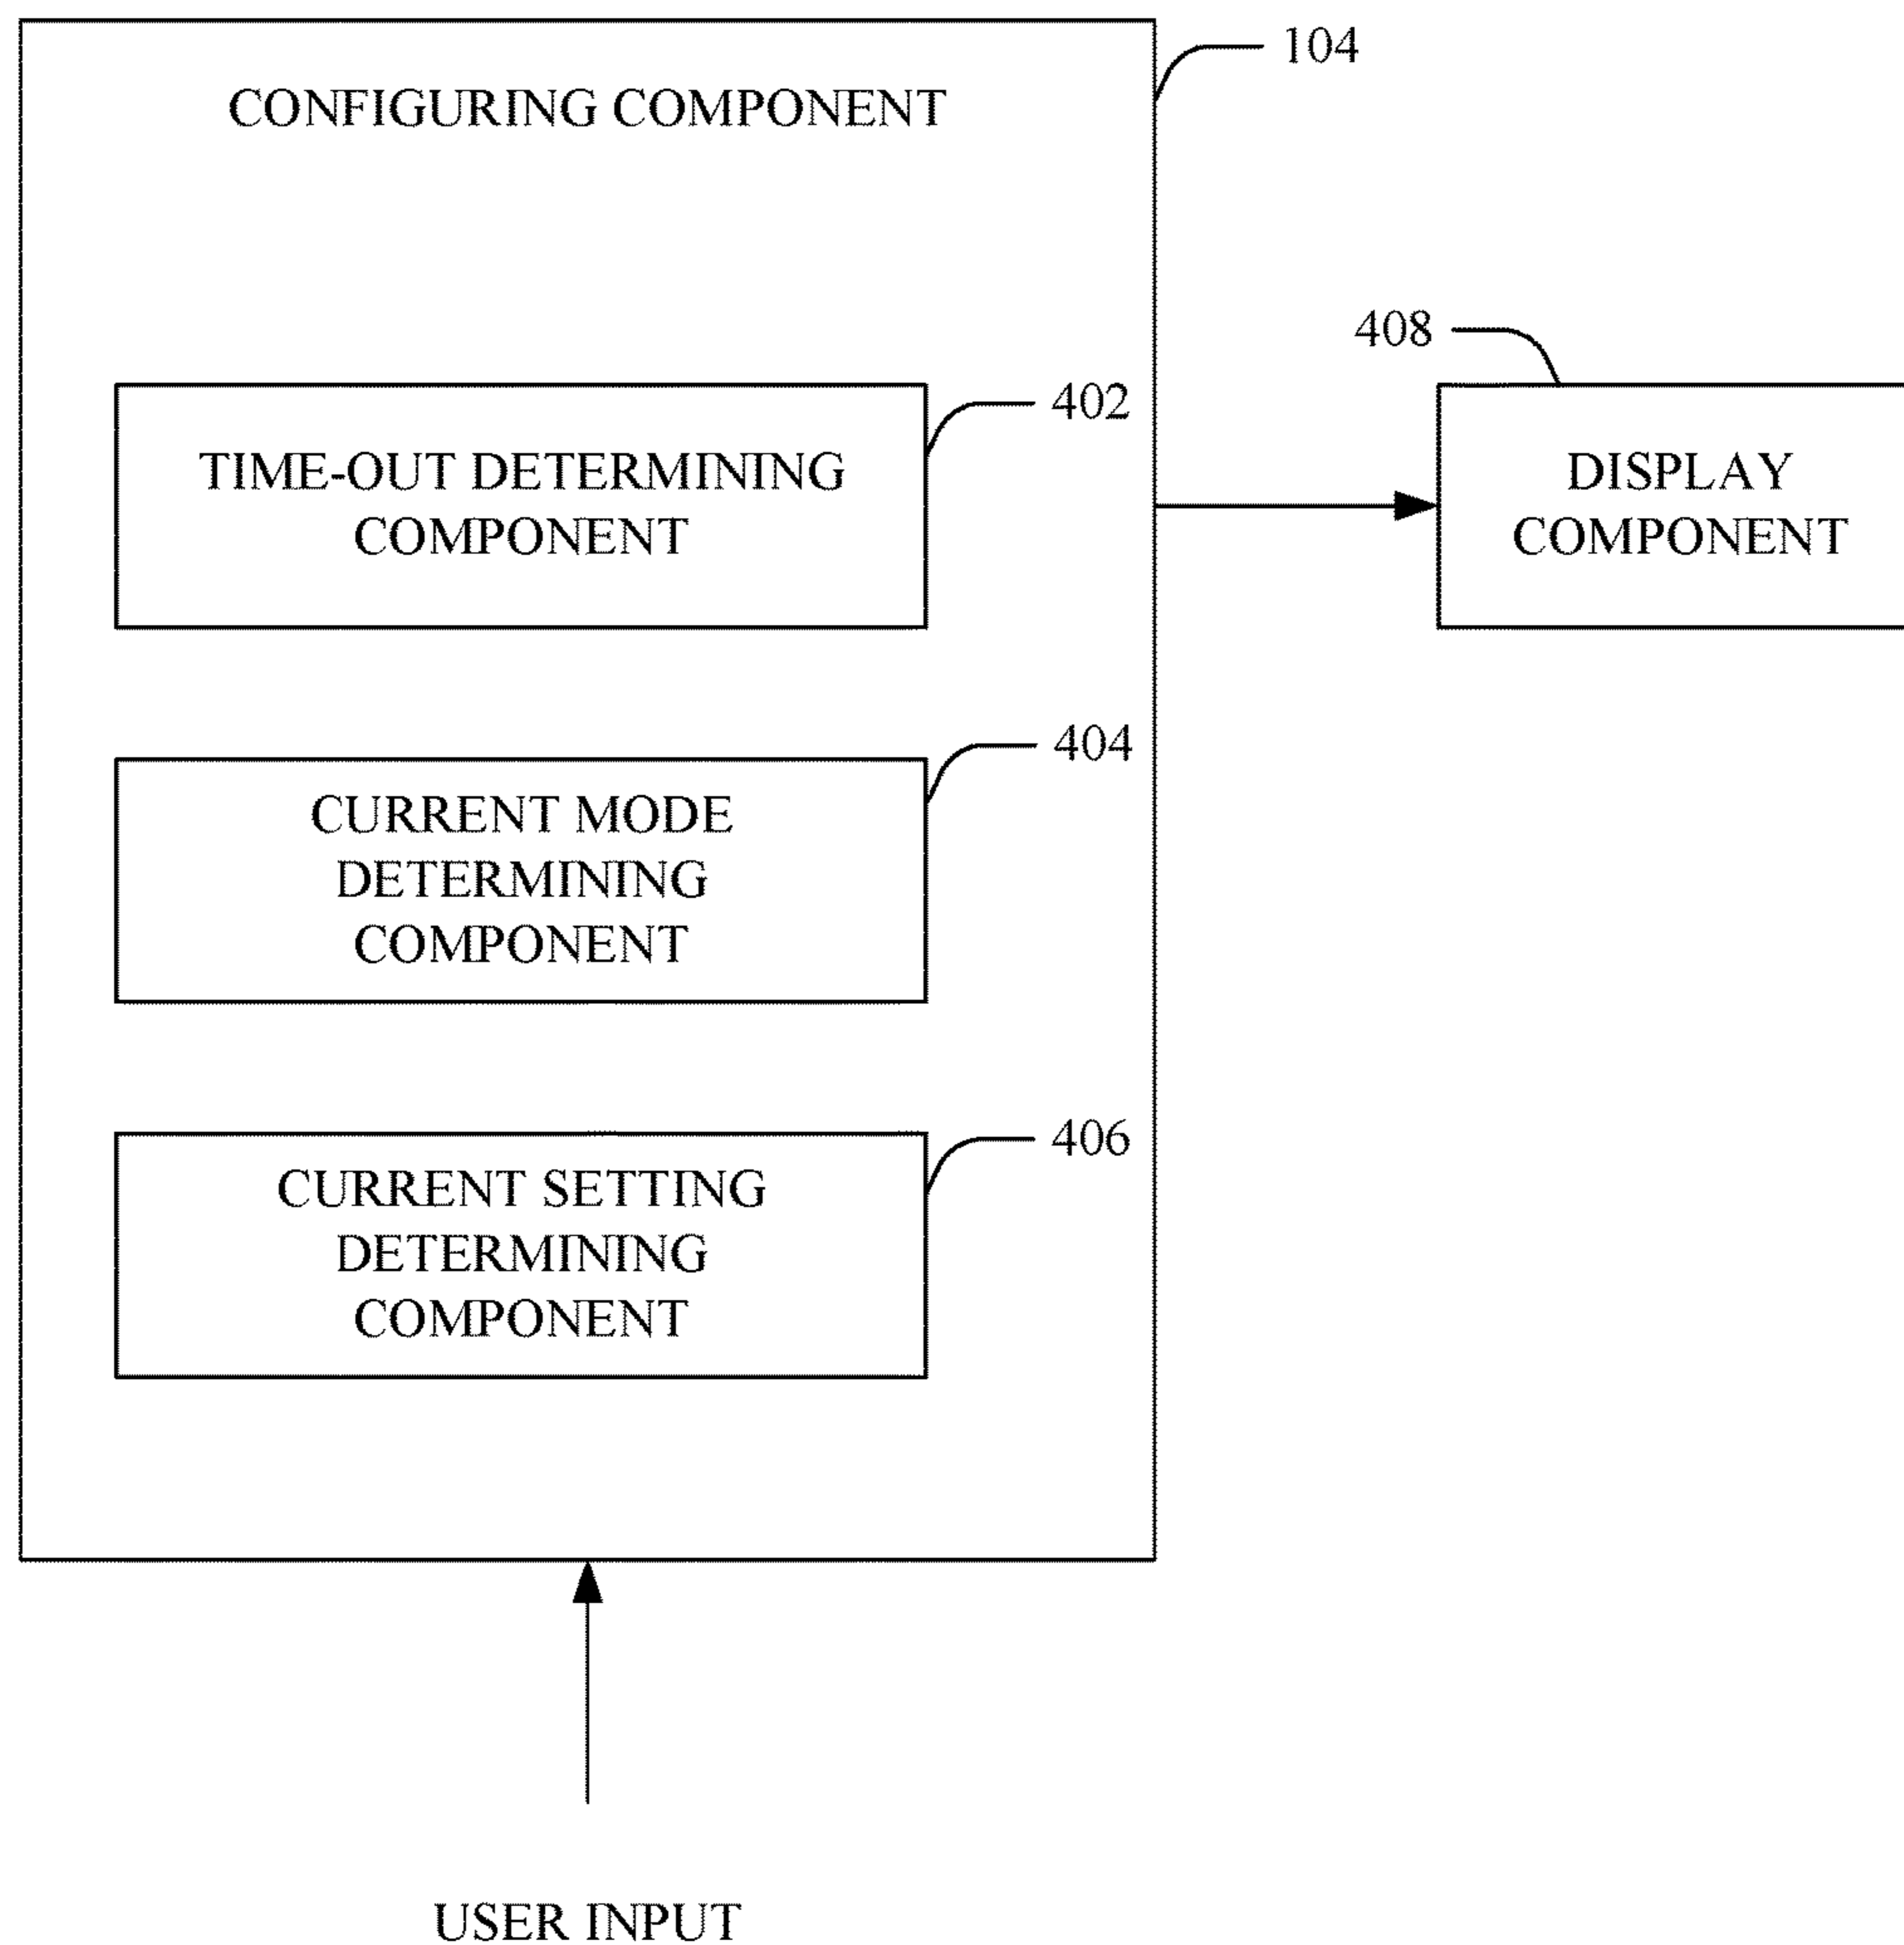 104
CONFIGURING COMPONENT
408
402
TIME-OUT DETERMINING
COMPONENT
DISPLAY
COMPONENT
404
CURRENT MODE
DETERMINING
COMPONENT
406
CURRENT SETTING
DETERMINING
COMPONENT
USER INPUT